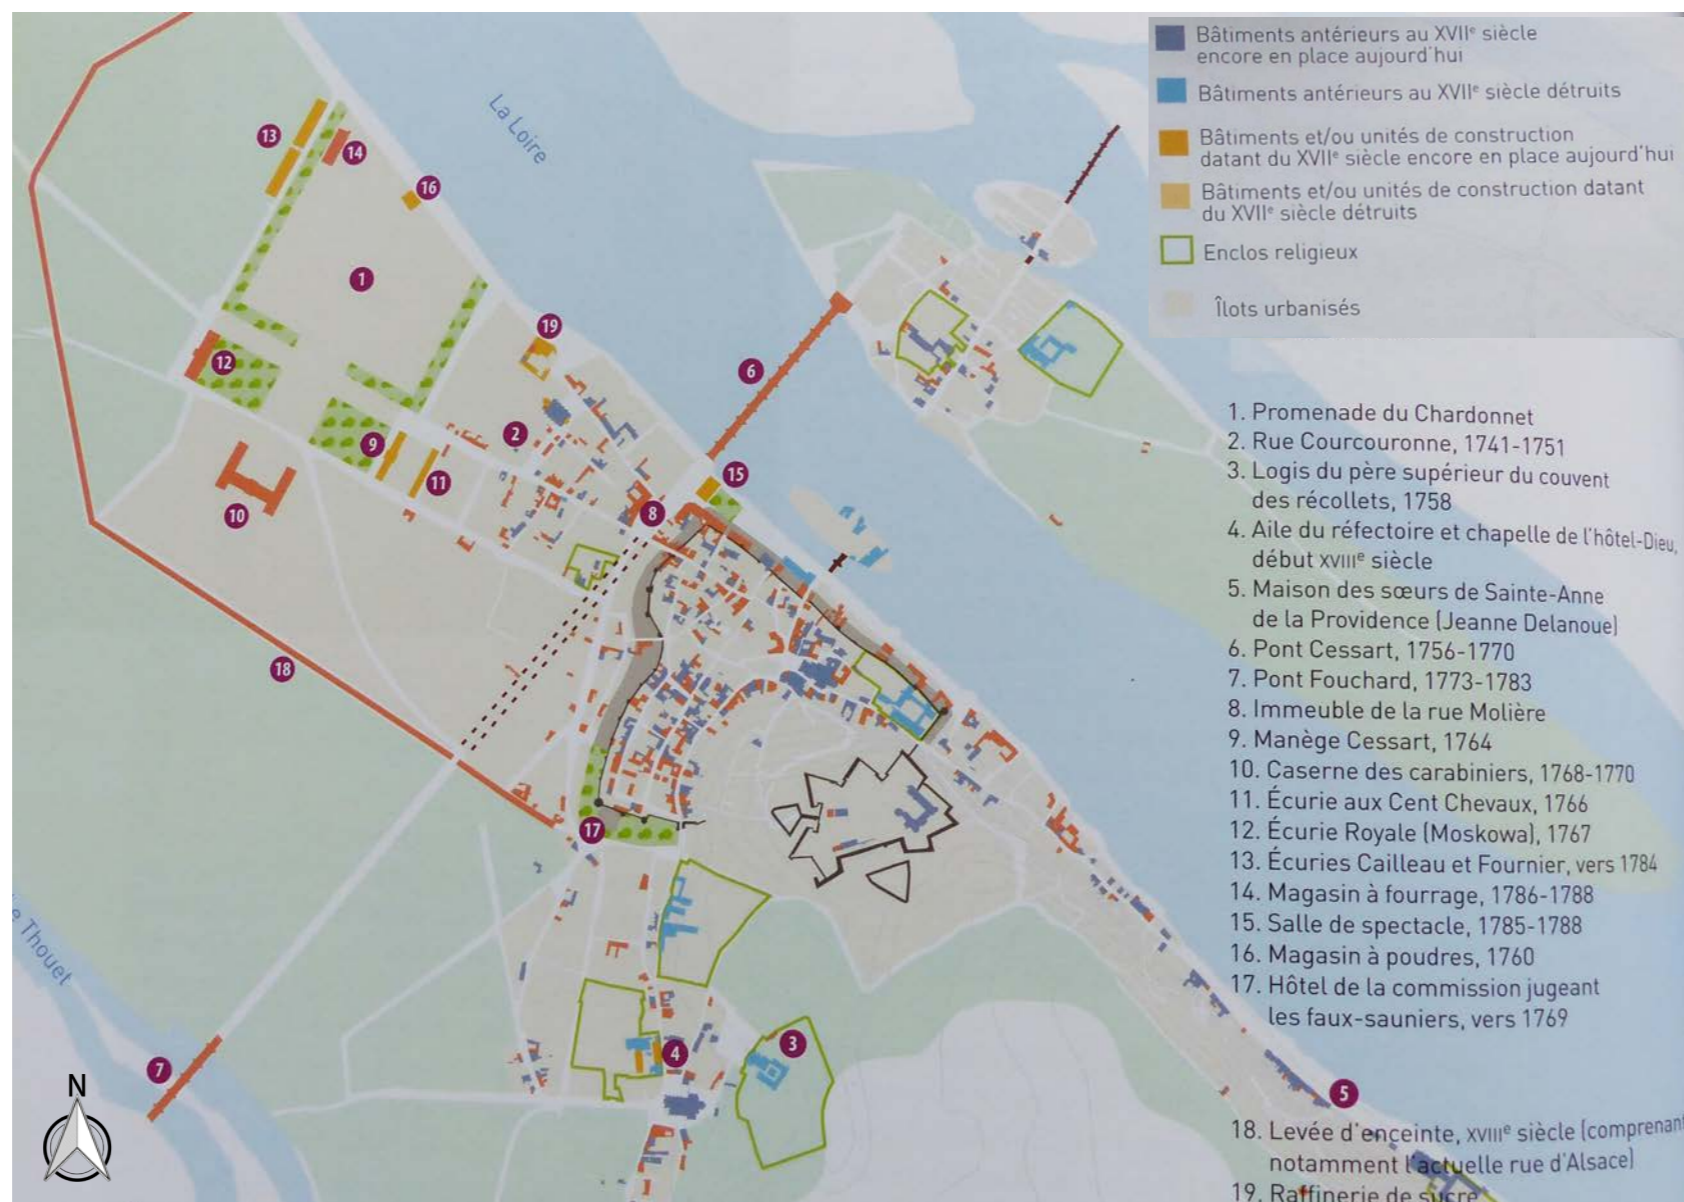 La Loire
Bâtiments antérieurs au XVIIe siècle
encore en place aujourd'hui
Bâtiments antérieurs au XVIIe siècle détruits
Bâtiments et/ou unités de construction
datant du XVIIe siècle encore en place aujourd'hui
Bâtiments et/ou unités de construction datant
du XVIIe siècle détruits
Enclos religieux
Îlots urbanisés
13
14
16
1
19
12
6
2
9
11
15
10
8
18
17
7
4
3
5
e Thouet
N
1. Promenade du Chardonnet
2. Rue Courcouronne, 1741-1751
3. Logis du père supérieur du couvent
des récollets, 1758
4. Aile du réfectoire et chapelle de l'hôtel-Dieu,
début XVIIIe siècle
5. Maison des sœurs de Sainte-Anne
de la Providence (Jeanne Delanoue)
6. Pont Cessart, 1756-1770
7. Pont Fouchard, 1773-1783
8. Immeuble de la rue Molière
9. Manège Cessart, 1764
10. Caserne des carabiniers, 1768-1770
11. Écurie aux Cent Chevaux, 1766
12. Écurie Royale (Moskowa), 1767
13. Écuries Cailleau et Fournier, vers 1784
14. Magasin à fourrage, 1786-1788
15. Salle de spectacle, 1785-1788
16. Magasin à poudres, 1760
17. Hôtel de la commission jugeant
les faux-sauniers, vers 1769
18. Levée d'enceinte, XVIIIe siècle (comprenant
notamment l'actuelle rue d'Alsace)
19. Raffinerie de sucre